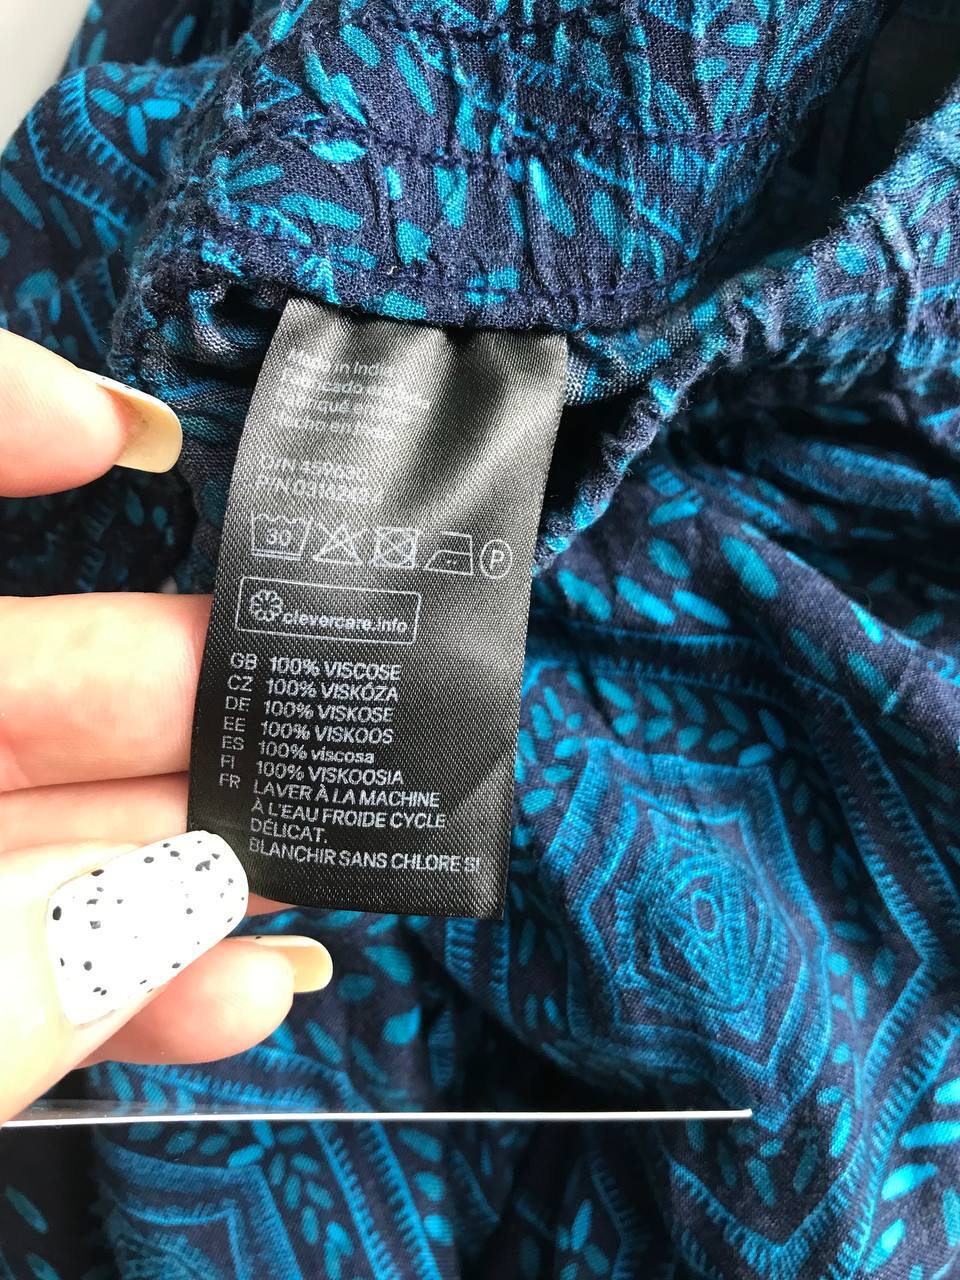 in India
O/N
P/N
30
P
clevercare.info
GB 100% VISCOSE
CZ 100% VISKÓZA
DE 100% VISKOSE
EE 100% VISKOOS
ES 100% viscosa
FI 100% VISKOOSIA
FR LAVER À LA MACHINE
À L'EAU FROIDE CYCLE
DÉLICAT.
BLANCHIR SANS CHLORE SI